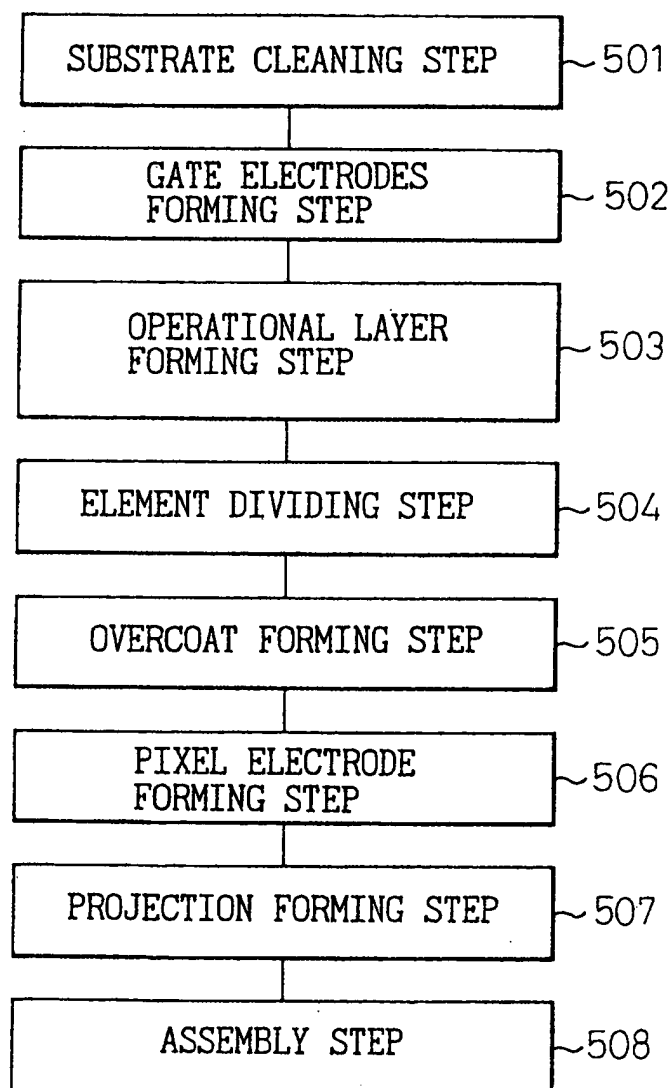 SUBSTRATE CLEANING STEP 501
GATE ELECTRODES
FORMING STEP 502
OPERATIONAL LAYER
FORMING STEP 503
ELEMENT DIVIDING STEP 504
OVERCOAT FORMING STEP 505
PIXEL ELECTRODE
FORMING STEP 506
PROJECTION FORMING STEP 507
ASSEMBLY STEP 508